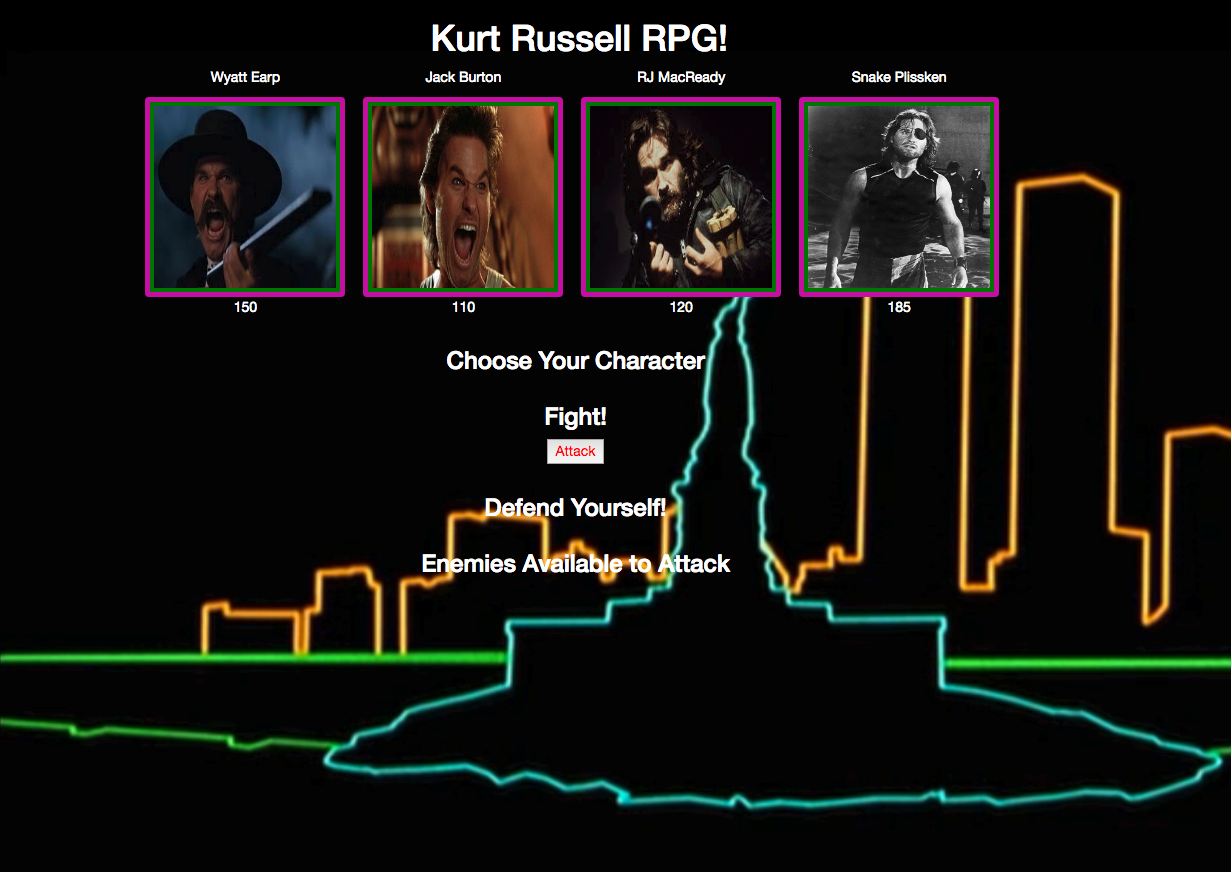 Kurt Russell RPG!
Wyatt Earp Jack Burton RJ MacReady Snake Plissken
150 110 120 185
Choose Your Character
Fight!
Attack
Defend Yourself!
Enemies Available to Attack